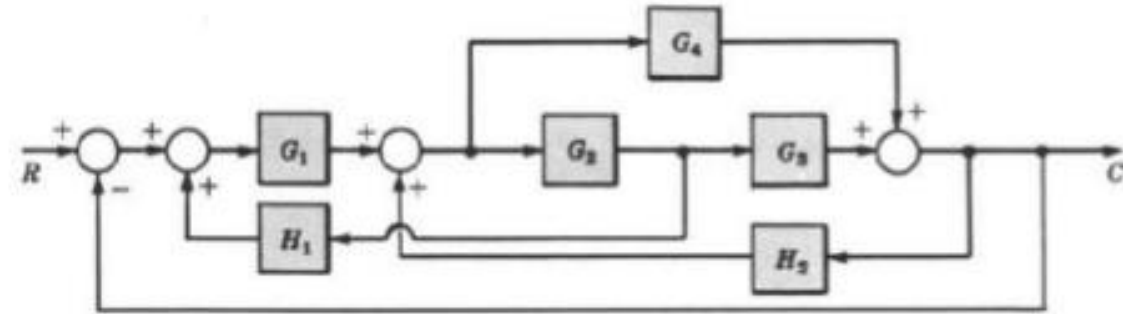 G₄
+
+ + + +
R G₁ G₂ G₃ C
− + +
H₁
H₂